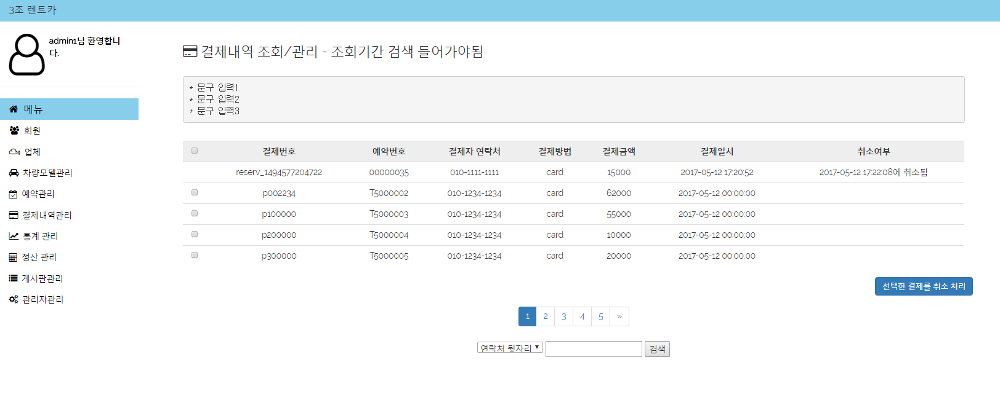 3조 렌트카
admin1님 환영합니
다.
메뉴
회원
업체
차량모델관리
예약관리
결제내역관리
통계 관리
정산 관리
게시판관리
관리자관리
결제내역 조회/관리 - 조회기간 검색 들어가야됨
* 문구 입력1
* 문구 입력2
* 문구 입력3
결제번호 예약번호 결제자 연락처 결제방법 결제금액 결제일시 취소여부
reserv_1494577204722 00000035 010-1111-1111 card 15000 2017-05-12 17:20:52 2017-05-12 17:22:08에 취소됨
p002234 T5000002 010-1234-1234 card 62000 2017-05-12 00:00:00
p100000 T5000003 010-1234-1234 card 55000 2017-05-12 00:00:00
p200000 T5000004 010-1234-1234 card 10000 2017-05-12 00:00:00
p300000 T5000005 010-1234-1234 card 20000 2017-05-12 00:00:00
선택한 결제를 취소 처리
1 2 3 4 5 »
연락처 뒷자리 검색